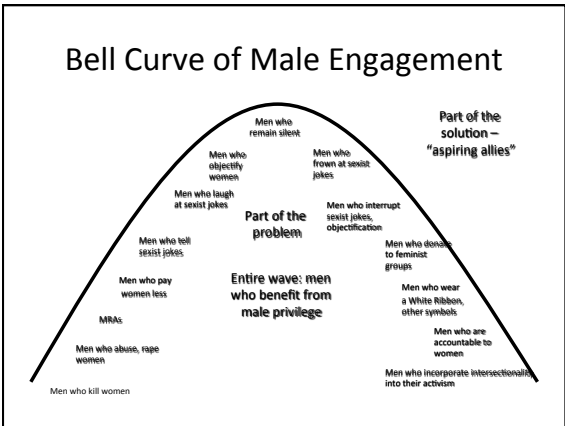 Bell Curve of Male Engagement
Men who
remain silent
Part of the
solution –
“aspiring allies”
Men who
objectify
women
Men who
frown at sexist
jokes
Men who laugh
at sexist jokes
Part of the
problem
Men who interrupt
sexist jokes,
objectification
Men who tell
sexist jokes
Men who donate
to feminist
groups
Men who pay
women less
Entire wave: men
who benefit from
male privilege
Men who wear
a White Ribbon,
other symbols
MRAs
Men who are
accountable to
women
Men who abuse, rape
women
Men who incorporate intersectionality
into their activism
Men who kill women